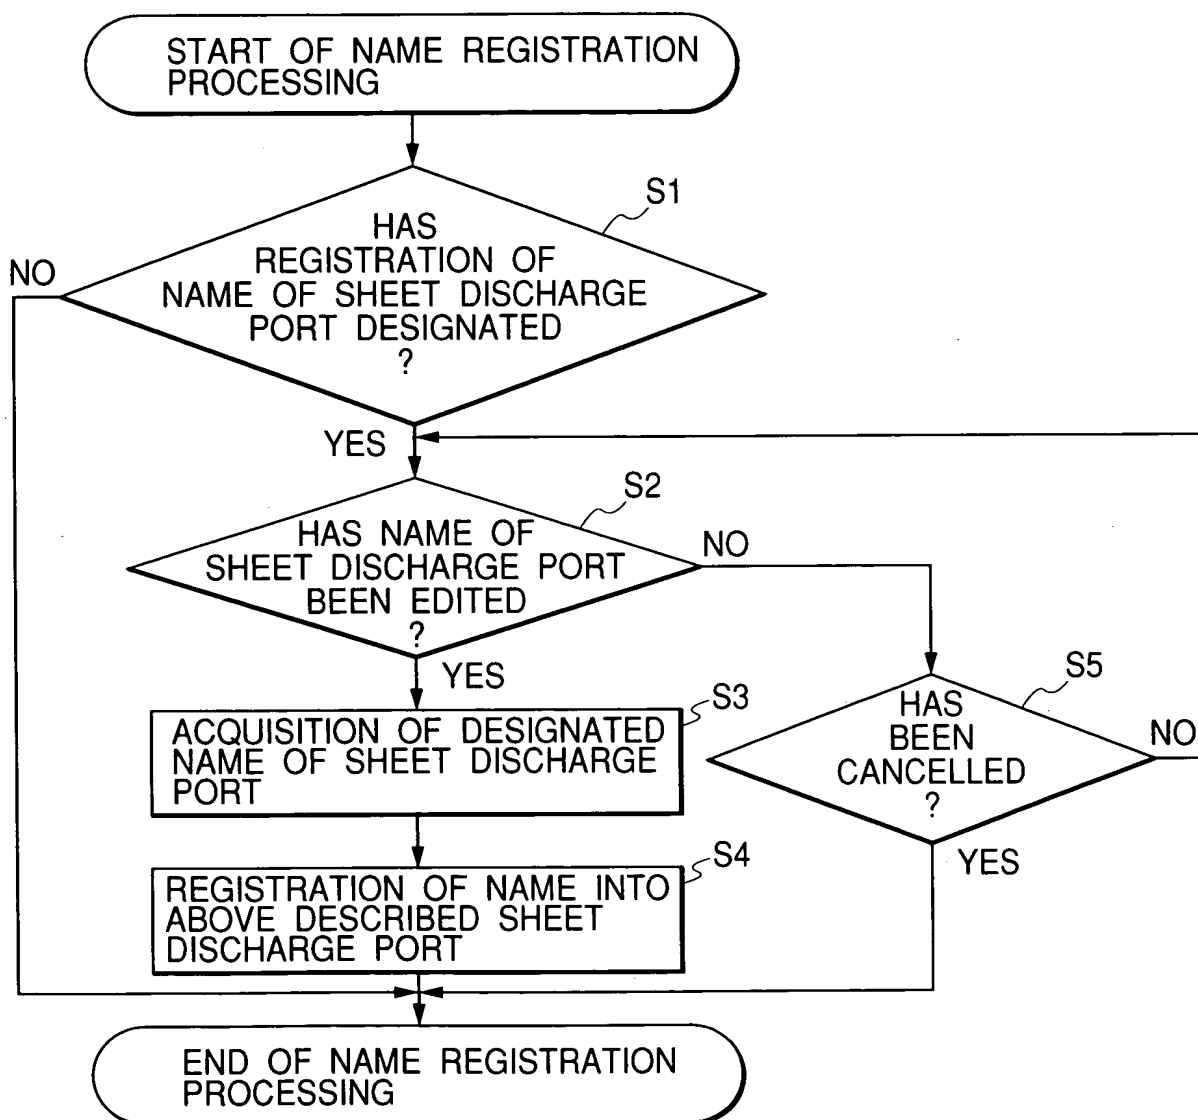 START OF NAME REGISTRATION
PROCESSING
S1
HAS
REGISTRATION OF
NAME OF SHEET DISCHARGE
PORT DESIGNATED
?
NO
YES
S2
HAS NAME OF
SHEET DISCHARGE PORT
BEEN EDITED
?
NO
YES
S3
ACQUISITION OF DESIGNATED
NAME OF SHEET DISCHARGE
PORT
S5
HAS
BEEN
CANCELLED
?
NO
YES
S4
REGISTRATION OF NAME INTO
ABOVE DESCRIBED SHEET
DISCHARGE PORT
END OF NAME REGISTRATION
PROCESSING